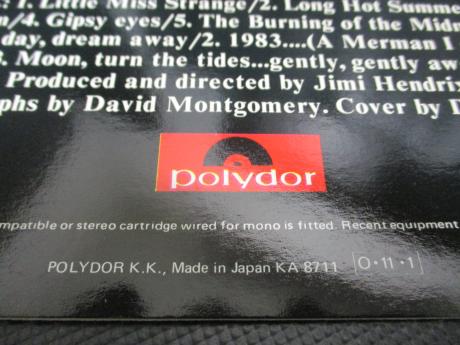 1. Little Miss Strange/2. Long Hot Summe
n/4. Gipsy eyes/5. The Burning of the Midn
day, dream away/2. 1983....(A Merman I
3. Moon, turn the tides...gently, gently aw
Produced and directed by Jimi Hendrix
phs by David Montgomery. Cover by D
polydor
mpatible or stereo cartridge wired for mono is fitted. Recent equipment
POLYDOR K.K., Made in Japan KA 8711 [O·11·1]